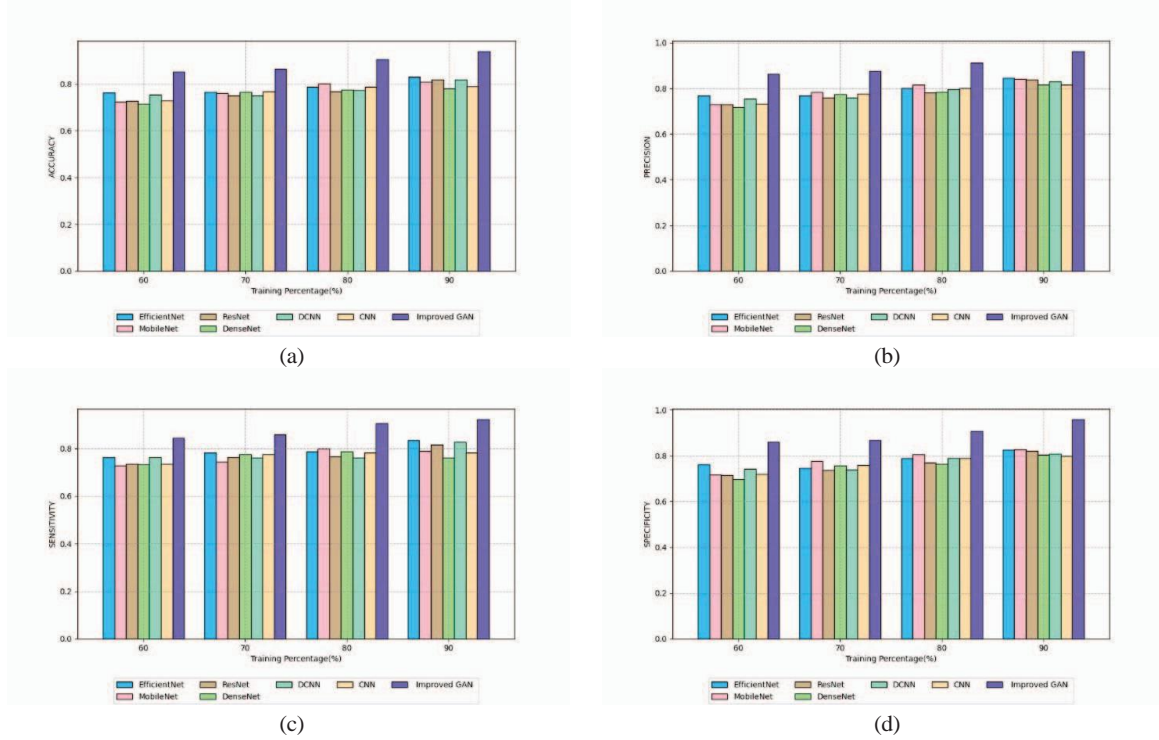 ACCURACY
0.8
0.6
0.4
0.2
0.0
60 70 80 90
Training Percentage(%)
EfficientNet ResNet DCNN CNN Improved GAN
MobileNet DenseNet
(a)
PRECISION
1.0
0.8
0.6
0.4
0.2
0.0
60 70 80 90
Training Percentage(%)
EfficientNet ResNet DCNN CNN Improved GAN
MobileNet DenseNet
(b)
SENSITIVITY
0.8
0.6
0.4
0.2
0.0
60 70 80 90
Training Percentage(%)
EfficientNet ResNet DCNN CNN Improved GAN
MobileNet DenseNet
(c)
SPECIFICITY
1.0
0.8
0.6
0.4
0.2
0.0
60 70 80 90
Training Percentage(%)
EfficientNet ResNet DCNN CNN Improved GAN
MobileNet DenseNet
(d)